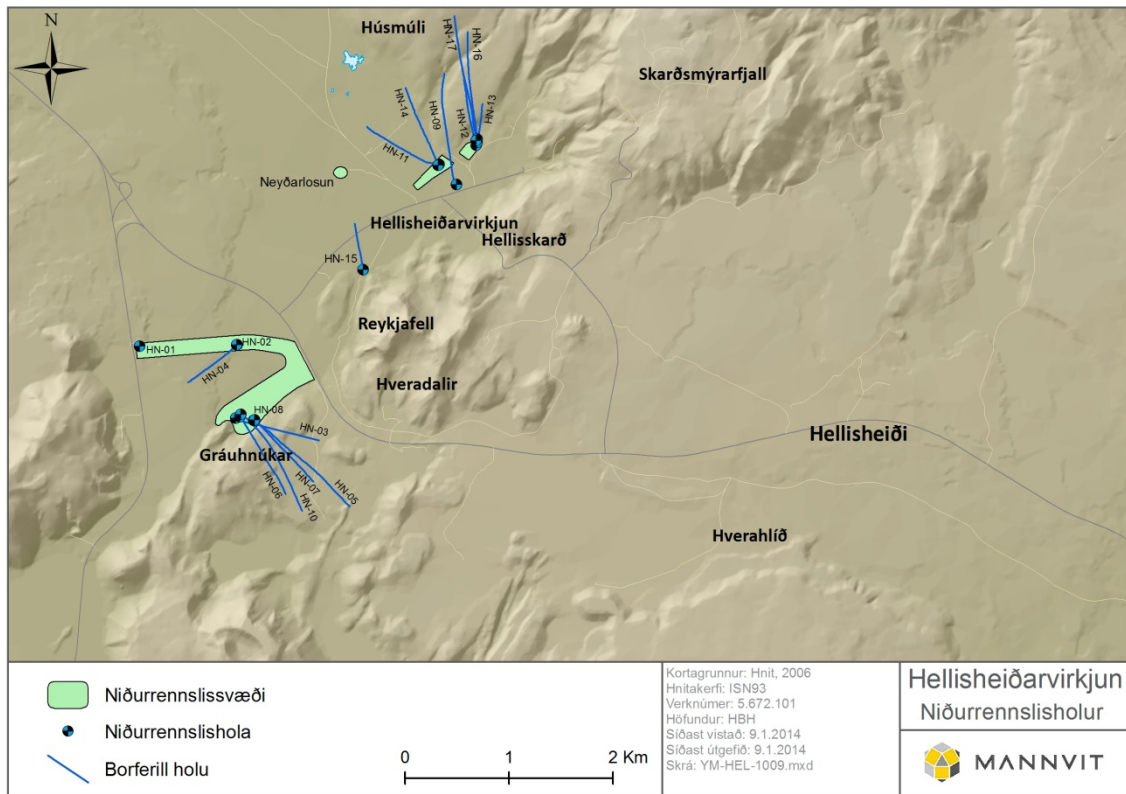 N
Húsmúli
HN-17
HN-16
Skarðsmýrarfjall
HN-14
HN-09
HN-12
HN-13
HN-11
Neyðarlosun
Hellisheiðarvirkjun
Hellisskarð
HN-15
Reykjafell
HN-01
HN-02
HN-04
Hveradalir
HN-08
HN-03
Hellisheiði
Gráuhnúkar
HN-06
HN-07
HN-05
HN-10
Hverahlíð
Niðurrennslissvæði
Niðurrennslishola
Borferill holu
0 1 2 Km
Kortagrunnur: Hnit, 2006
Hnitakerfi: ISN93
Verknúmer: 5.672.101
Höfundur: HBH
Síðast vistað: 9.1.2014
Síðast útgefið: 9.1.2014
Skrá: YM-HEL-1009.mxd
Hellisheiðarvirkjun
Niðurrennslisholur
MANNVIT